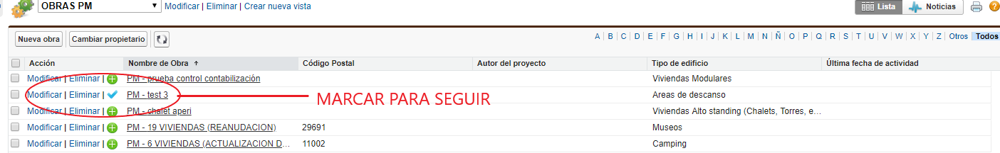 OBRAS PM Modificar | Eliminar | Crear nueva vista Lista Noticias ?
Nueva obra Cambiar propietario A | B | C | D | E | F | G | H | I | J | K | L | M | N | Ñ | O | P | Q | R | S | T | U | V | W | X | Y | Z | Otros | Todos
Acción Nombre de Obra ↑ Código Postal Autor del proyecto Tipo de edificio Última fecha de actividad
Modificar | Eliminar | PM - prueba control contabilización Viviendas Modulares
Modificar | Eliminar | PM - test 3 MARCAR PARA SEGUIR Areas de descanso
Modificar | Eliminar | PM - chalet aperi Viviendas Alto standing (Chalets, Torres, e...
Modificar | Eliminar | PM - 19 VIVIENDAS (REANUDACION) 29691 Museos
Modificar | Eliminar | PM - 6 VIVIENDAS (ACTUALIZACION D... 11002 Camping